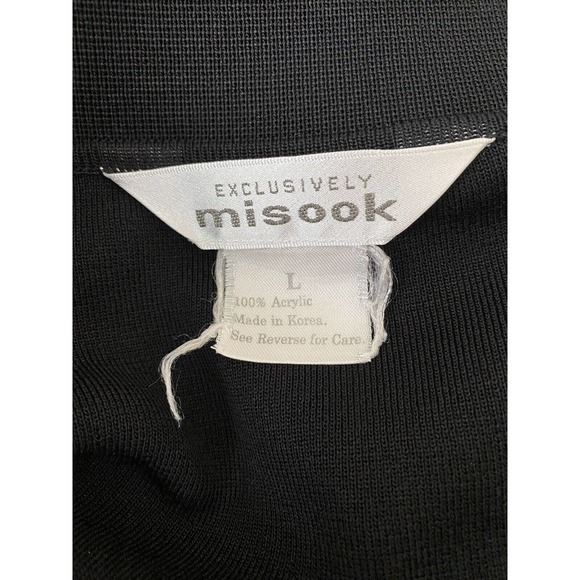 EXCLUSIVELY
misook
L
100% Acrylic
Made in Korea.
See Reverse for Care.